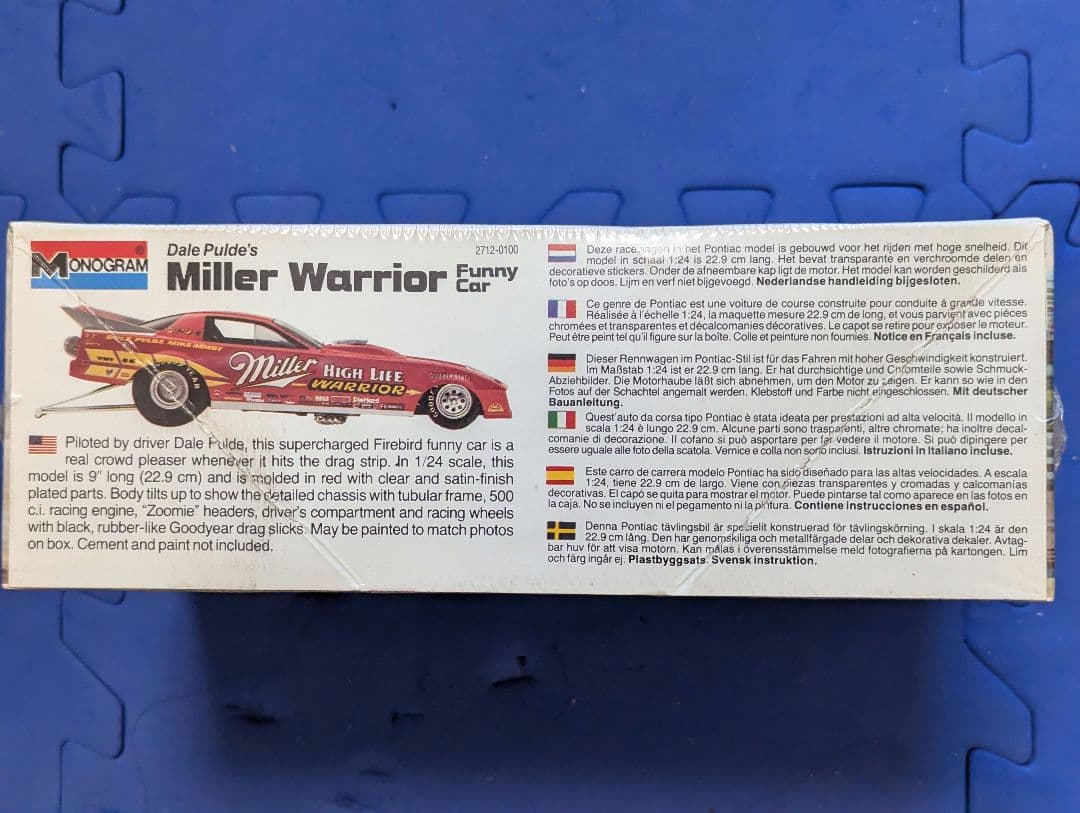 MONOGRAM®
Dale Pulde's
2712-0100
Miller Warrior Funny Car
DALE PULDE MIKE HAMBY
Miller HIGH LIFE
WARRIOR
GOODYEAR
DieHard
Piloted by driver Dale Pulde, this supercharged Firebird funny car is a
real crowd pleaser whenever it hits the drag strip. In 1/24 scale, this
model is 9" long (22.9 cm) and is molded in red with clear and satin-finish
plated parts. Body tilts up to show the detailed chassis with tubular frame, 500
c.i. racing engine, "Zoomie" headers, driver's compartment and racing wheels
with black, rubber-like Goodyear drag slicks. May be painted to match photos
on box. Cement and paint not included.
Deze racewagen in het Pontiac model is gebouwd voor het rijden met hoge snelheid. Dit
model in schaal 1:24 is 22.9 cm lang. Het bevat transparante en verchroomde delen en
decoratieve stickers. Onder de afneembare kap ligt de motor. Het model kan worden geschilderd als
foto's op doos. Lijm en verf niet bijgevoegd. Nederlandse handleiding bijgesloten.
Ce genre de Pontiac est une voiture de course construite pour conduite á grande vitesse.
Réalisée à l'échelle 1:24, la maquette mesure 22.9 cm de long, et vous parvient avec piéces
chromées et transparentes et décalcomanies décoratives. Le capot se retire pour exposer le moteur.
Peut être peint tel qu'il figure sur la boîte. Colle et peinture non fournies. Notice en Français incluse.
Dieser Rennwagen im Pontiac-Stil ist für das Fahren mit hoher Geschwindigkeit konstruiert.
Im Maßstab 1:24 ist er 22.9 cm lang. Er hat durchsichtige und Chromteile sowie Schmuck-
Abziehbilder. Die Motorhaube läßt sich abnehmen, um den Motor zu zeigen. Er kann so wie in den
Fotos auf der Schachtel angemalt werden. Klebstoff und Farbe nicht eingeschlossen. Mit deutscher
Bauanleitung.
Quest'auto da corsa tipo Pontiac è stata ideata per prestazioni ad alta velocità. Il modello in
scala 1:24 è lungo 22.9 cm. Alcune parti sono trasparenti, altre chromate; ha inoltre decal-
comanie di decorazione. Il cofano si può asportare per far vedere il motore. Si può dipingere per
essere uguale alle foto della scatola. Vernice e colla non sono inclusi. Istruzioni in Italiano incluse.
Este carro de carrera modelo Pontiac ha sido diseñado para las altas velocidades. A escala
1:24, tiene 22.9 cm de largo. Viene con piezas transparentes y cromadas y calcomanías
decorativas. El capó se quita para mostrar el motor. Puede pintarse tal como aparece en las fotos en
la caja. No se incluyen ni el pegamento ni la pintura. Contiene instrucciones en español.
Denna Pontiac tävlingsbil är specielit konstruerad för tävlingskörning. I skala 1:24 är den
22.9 cm lång. Den har genomskiliga och metallfärgade delar och dekorativa dekaler. Avtag-
bar huv för att visa motorn. Kan målas i överensstämmelse meld fotografierna på kartongen. Lim
och färg ingår ej. Plastbyggsats. Svensk instruktion.